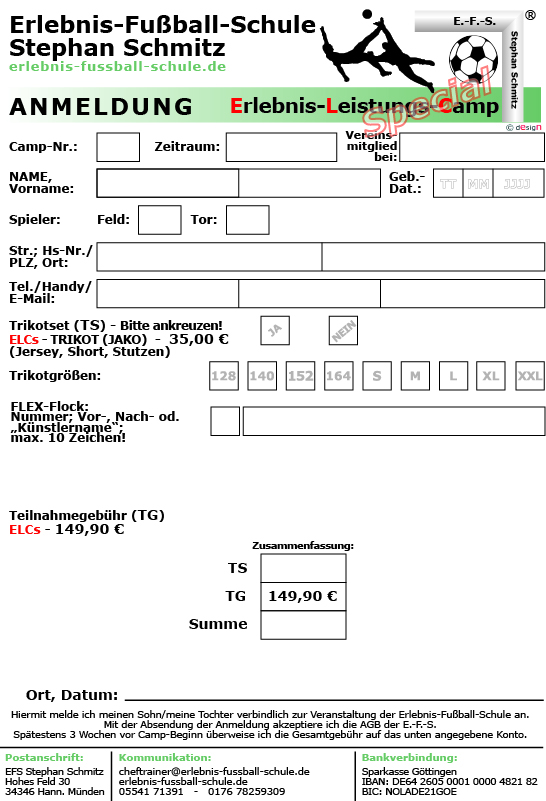 Erlebnis-Fußball-Schule
Stephan Schmitz
erlebnis-fussball-schule.de
®
E.-F.-S.
Stephan Schmitz
ANMELDUNG Erlebnis-Leistungs-Camp
Special
© design
Camp-Nr.: Zeitraum: Vereins-
mitglied
bei:
NAME,
Vorname:
Geb.-
Dat.: TT MM JJJJ
Spieler: Feld: Tor:
Str.; Hs-Nr./
PLZ, Ort:
Tel./Handy/
E-Mail:
Trikotset (TS) - Bitte ankreuzen! JA NEIN
ELCs - TRIKOT (JAKO) - 35,00 €
(Jersey, Short, Stutzen)
Trikotgrößen: 128 140 152 164 S M L XL XXL
FLEX-Flock:
Nummer; Vor-, Nach- od.
„Künstlername“;
max. 10 Zeichen!
Teilnahmegebühr (TG)
ELCs - 149,90 €
Zusammenfassung:
TS
TG 149,90 €
Summe
Ort, Datum:
Hiermit melde ich meinen Sohn/meine Tochter verbindlich zur Veranstaltung der Erlebnis-Fußball-Schule an.
Mit der Absendung der Anmeldung akzeptiere ich die AGB der E.-F.-S.
Spätestens 3 Wochen vor Camp-Beginn überweise ich die Gesamtgebühr auf das unten angegebene Konto.
Postanschrift:
EFS Stephan Schmitz
Hohes Feld 30
34346 Hann. Münden
Kommunikation:
cheftrainer@erlebnis-fussball-schule.de
erlebnis-fussball-schule.de
05541 71391 - 0176 78259309
Bankverbindung:
Sparkasse Göttingen
IBAN: DE64 2605 0001 0000 4821 82
BIC: NOLADE21GOE